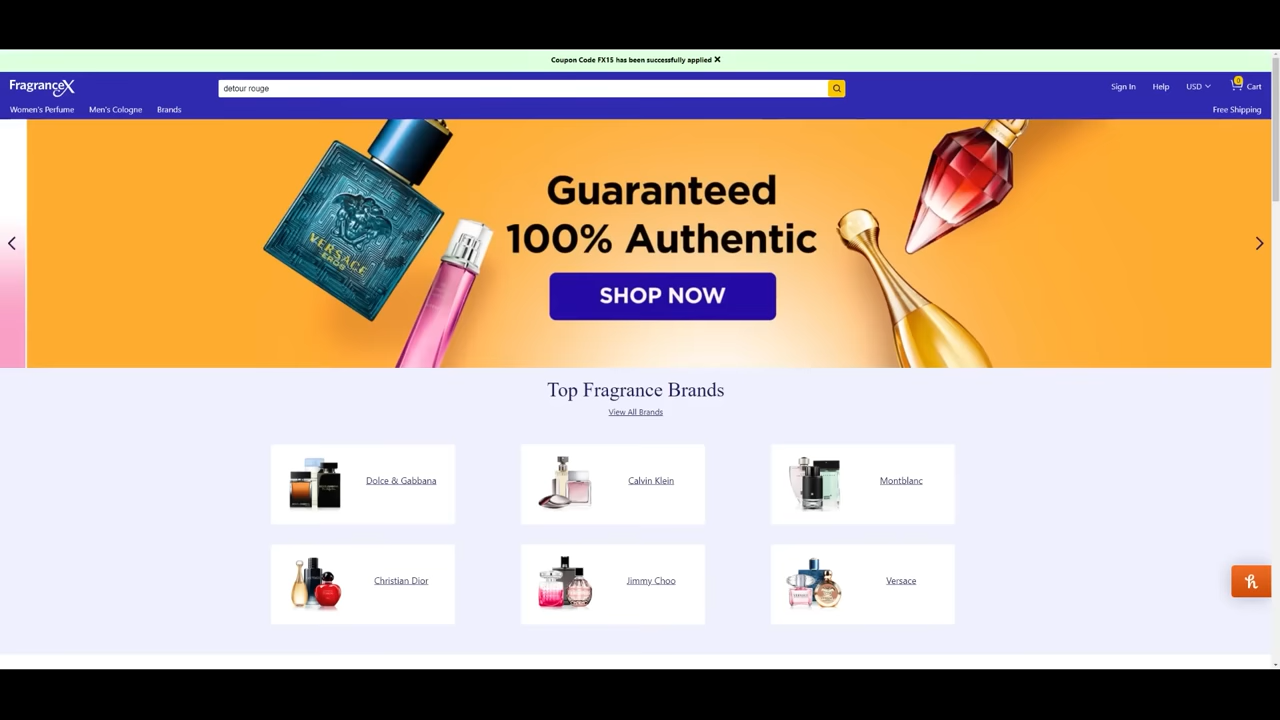 Coupon Code FX15 has been successfully applied ✕
FragranceX
detour rouge
Sign In
Help
USD
0
Cart
Women's Perfume
Men's Cologne
Brands
Free Shipping
Guaranteed
100% Authentic
SHOP NOW
VERSACE
EROS
Top Fragrance Brands
View All Brands
Dolce & Gabbana
Calvin Klein
Montblanc
Christian Dior
Jimmy Choo
Versace
h